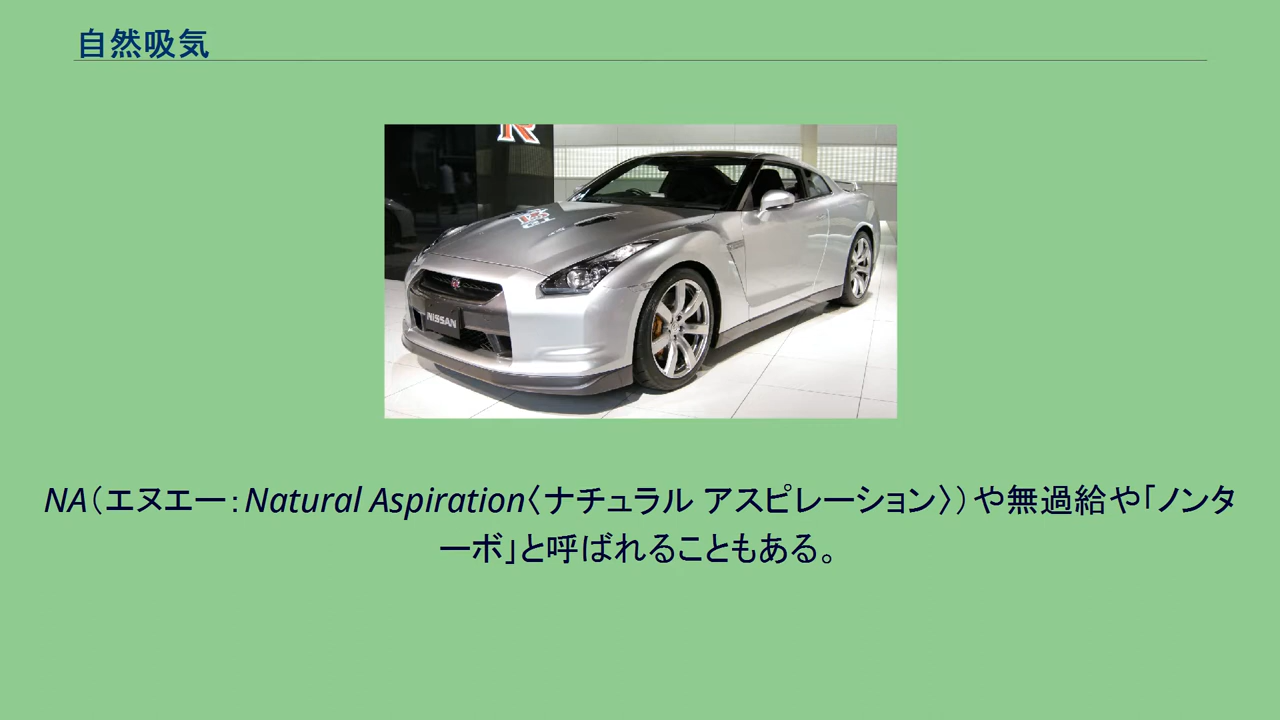 自然吸気
R
NISSAN
NA（エヌエー：Natural Aspiration〈ナチュラル アスピレーション〉）や無過給や「ノンタ
ーボ」と呼ばれることもある。